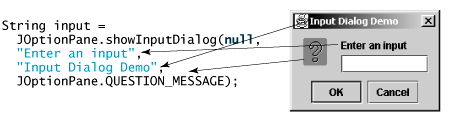 String input =
JOptionPane.showInputDialog(null,
"Enter an input",
"Input Dialog Demo",
JOptionPane.QUESTION_MESSAGE);
Input Dialog Demo
Enter an input
OK Cancel